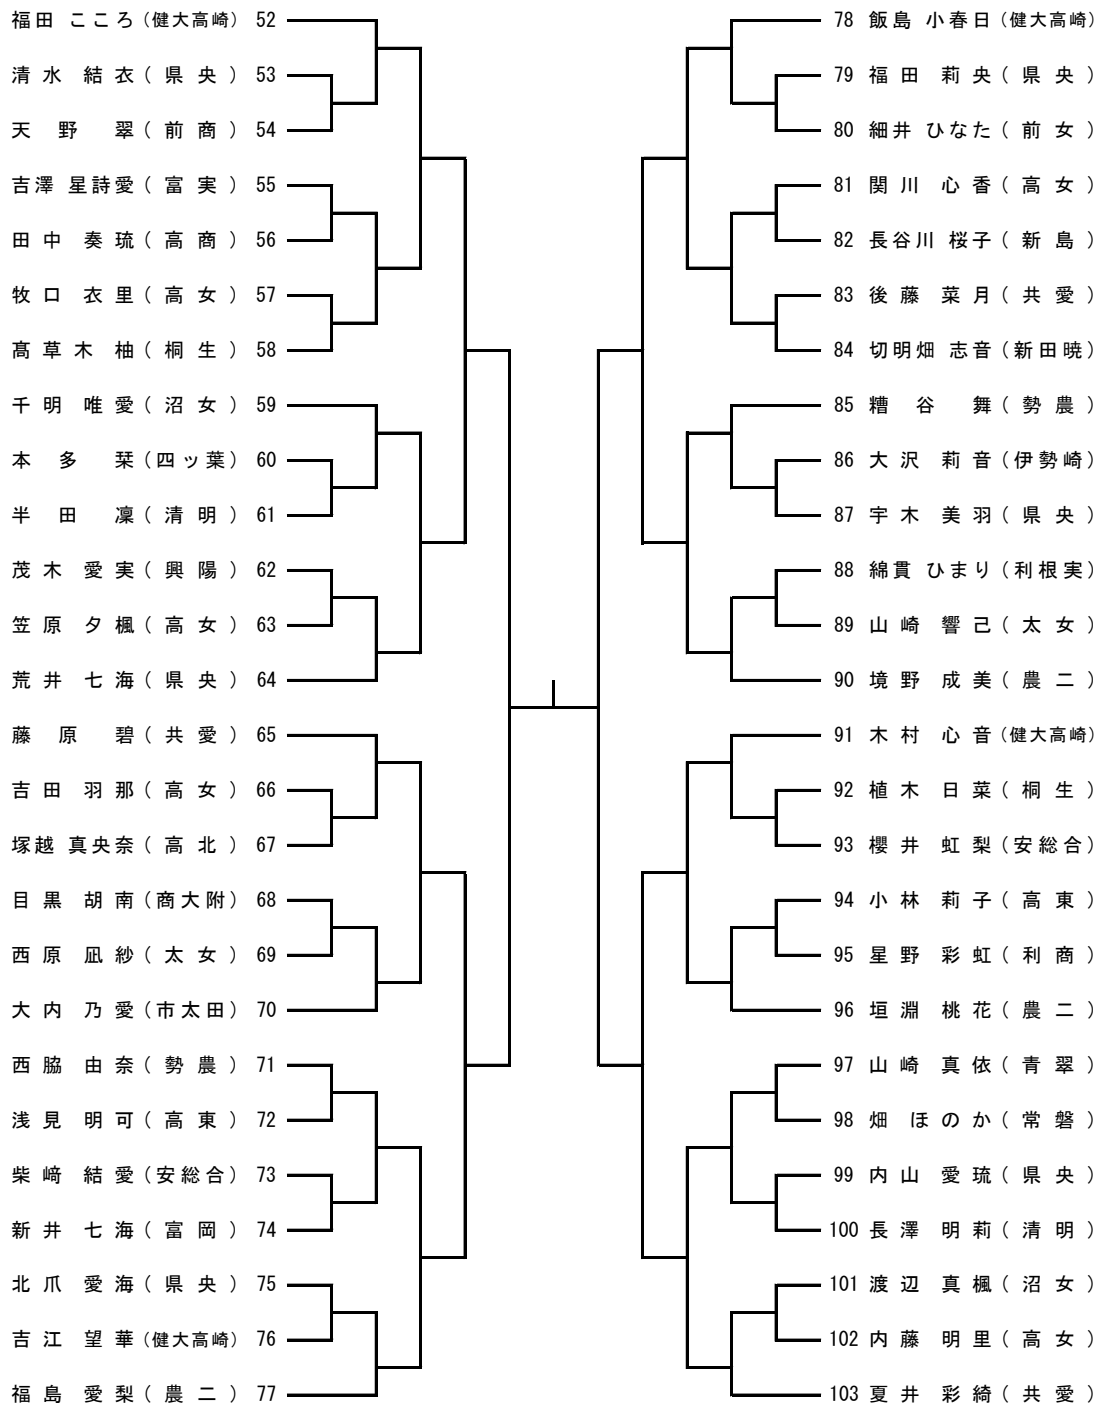 福田 こころ (健大高崎) 52
清水 結衣 (県央) 53
天野 翠 (前商) 54
吉澤 星詩愛 (富実) 55
田中 奏琉 (高商) 56
牧口 衣里 (高女) 57
髙草木 柚 (桐生) 58
千明 唯愛 (沼女) 59
本多 栞 (四ッ葉) 60
半田 凜 (清明) 61
茂木 愛実 (興陽) 62
笠原 夕楓 (高女) 63
荒井 七海 (県央) 64
藤原 碧 (共愛) 65
吉田 羽那 (高女) 66
塚越 真央奈 (高北) 67
目黒 胡南 (商大附) 68
西原 凪紗 (太女) 69
大内 乃愛 (市太田) 70
西脇 由奈 (勢農) 71
浅見 明可 (高東) 72
柴﨑 結愛 (安総合) 73
新井 七海 (富岡) 74
北爪 愛海 (県央) 75
吉江 望華 (健大高崎) 76
福島 愛梨 (農二) 77
78 飯島 小春日 (健大高崎)
79 福田 莉央 (県央)
80 細井 ひなた (前女)
81 関川 心香 (高女)
82 長谷川 桜子 (新島)
83 後藤 菜月 (共愛)
84 切明畑 志音 (新田暁)
85 糟谷 舞 (勢農)
86 大沢 莉音 (伊勢崎)
87 宇木 美羽 (県央)
88 綿貫 ひまり (利根実)
89 山崎 響己 (太女)
90 境野 成美 (農二)
91 木村 心音 (健大高崎)
92 植木 日菜 (桐生)
93 櫻井 虹梨 (安総合)
94 小林 莉子 (高東)
95 星野 彩虹 (利商)
96 垣淵 桃花 (農二)
97 山崎 真依 (青翠)
98 畑 ほのか (常磐)
99 内山 愛琉 (県央)
100 長澤 明莉 (清明)
101 渡辺 真楓 (沼女)
102 内藤 明里 (高女)
103 夏井 彩綺 (共愛)